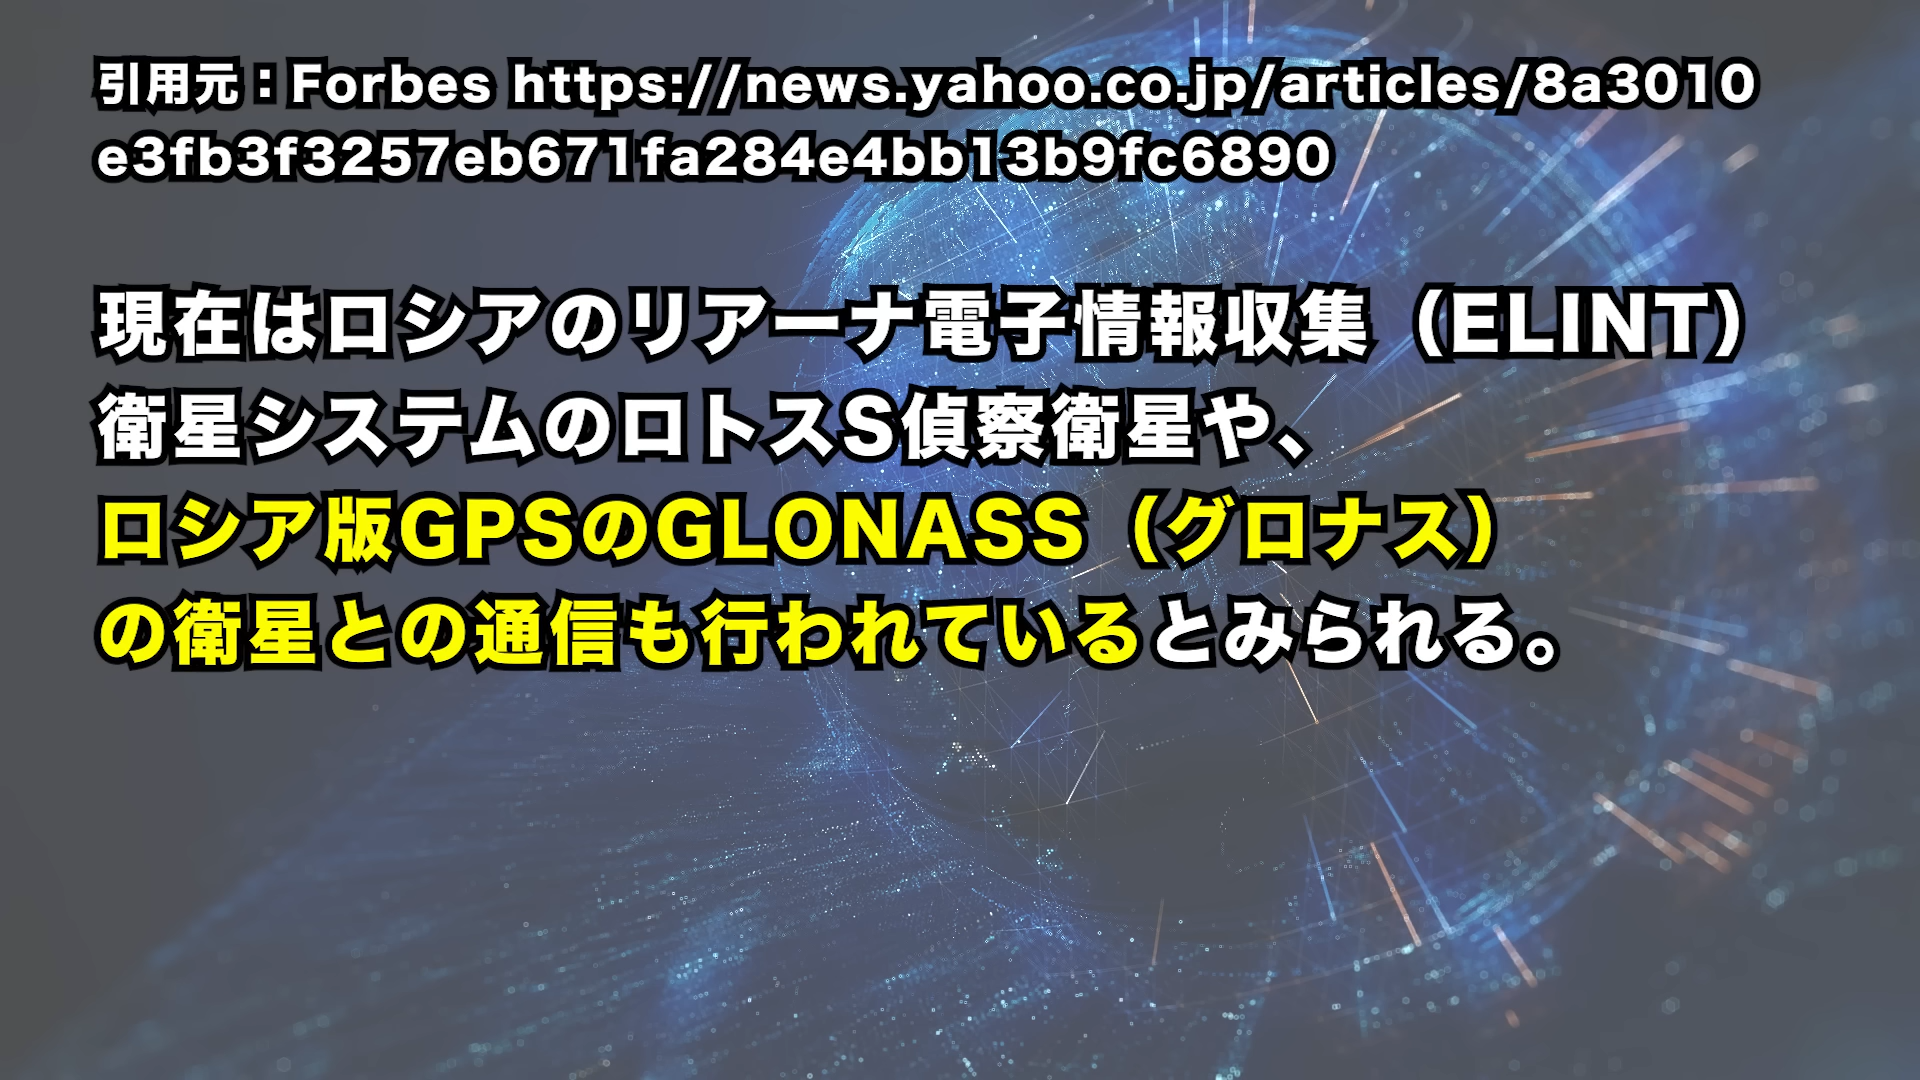 引用元：Forbes https://news.yahoo.co.jp/articles/8a3010
e3fb3f3257eb671fa284e4bb13b9fc6890
現在はロシアのリアーナ電子情報収集（ELINT）
衛星システムのロトスS偵察衛星や、
ロシア版GPSのGLONASS（グロナス）
の衛星との通信も行われているとみられる。